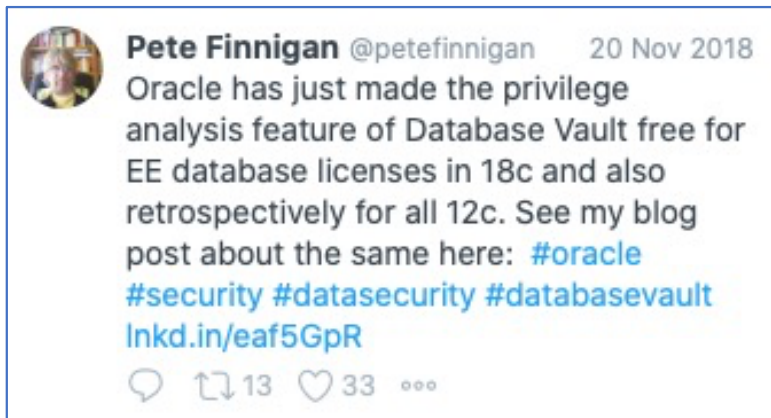 Pete Finnigan @petefinnigan 20 Nov 2018
Oracle has just made the privilege
analysis feature of Database Vault free for
EE database licenses in 18c and also
retrospectively for all 12c. See my blog
post about the same here: #oracle
#security #datasecurity #databasevault
lnkd.in/eaf5GpR
13 33